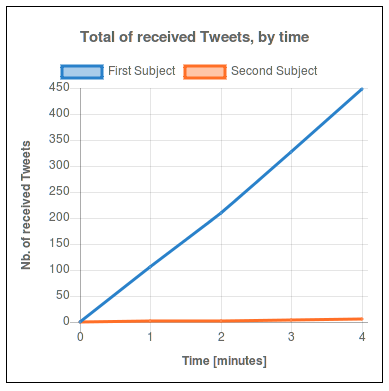 Total of received Tweets, by time
First Subject Second Subject
450
400
350
300
250
200
150
100
50
0
0 1 2 3 4
Nb. of received Tweets
Time [minutes]